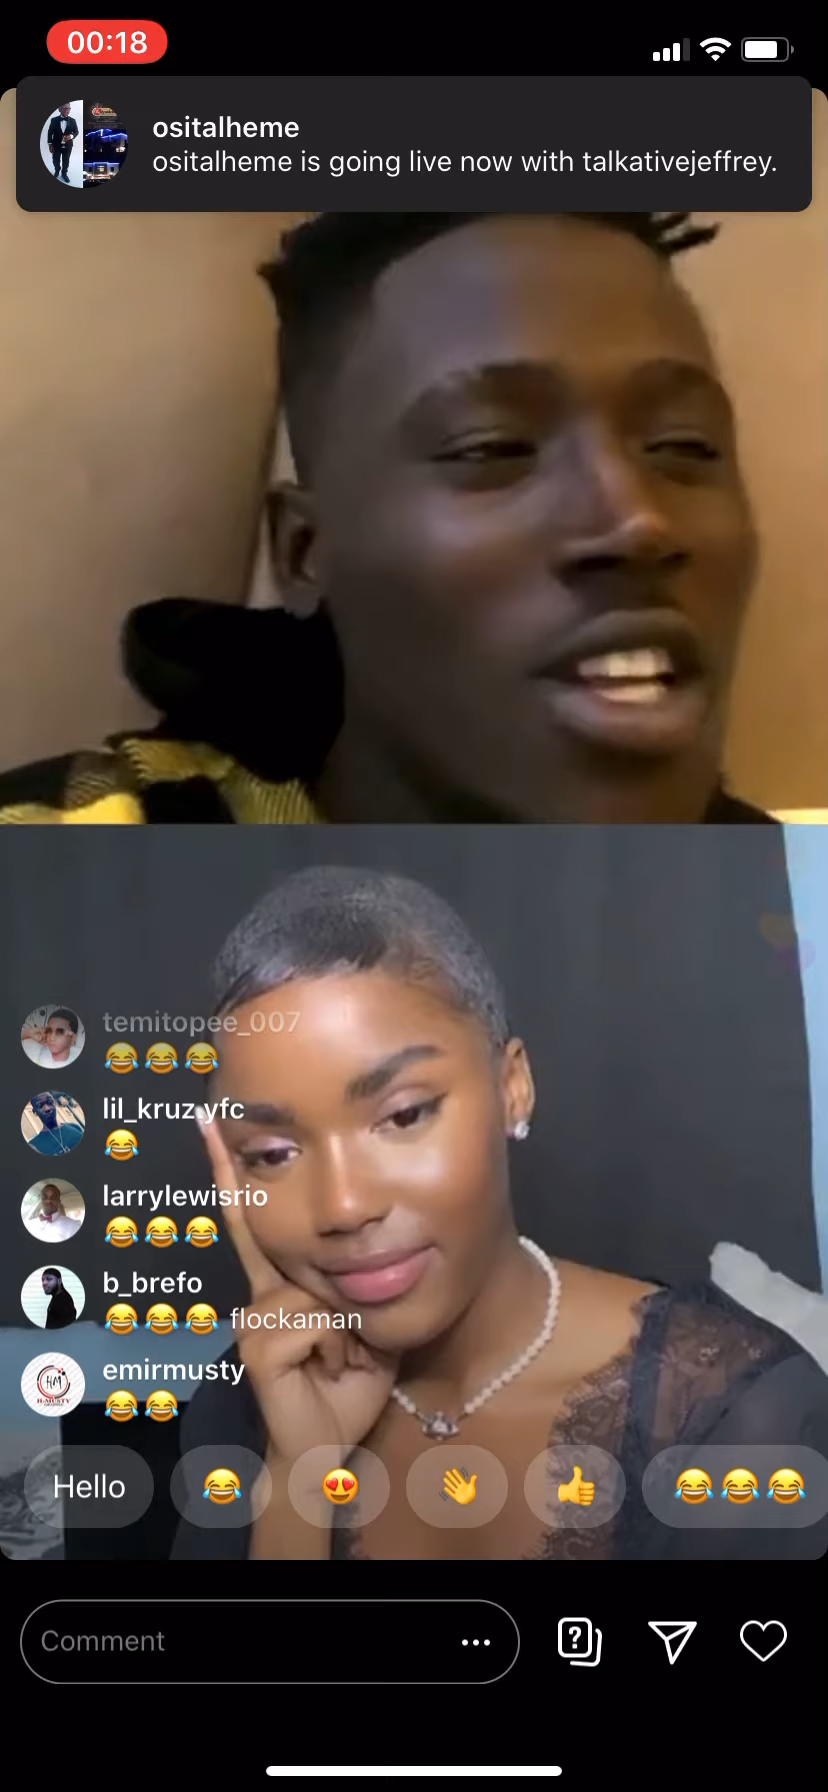 00:18
ositalheme
ositalheme is going live now with talkativejeffrey.
temitopee_007
😂😂😂
lil_kruz.yfc
😂
larrylewisrio
😂😂😂
b_brefo
😂😂😂 flockaman
emirmusty
HM
😂😂
Hello 😂 😍 👋 👍 😂😂😂
Comment